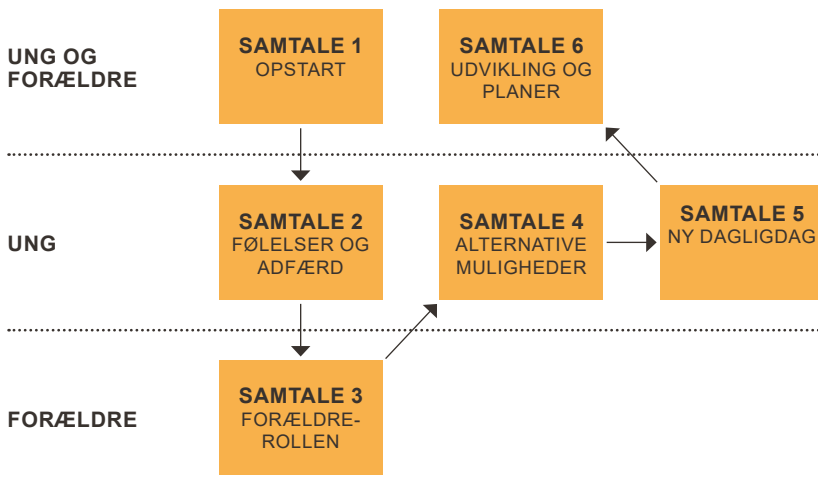 UNG OG
FORÆLDRE
SAMTALE 1
OPSTART
SAMTALE 6
UDVIKLING OG
PLANER
UNG
SAMTALE 2
FØLELSER OG
ADFÆRD
SAMTALE 4
ALTERNATIVE
MULIGHEDER
SAMTALE 5
NY DAGLIGDAG
FORÆLDRE
SAMTALE 3
FORÆLDRE-
ROLLEN